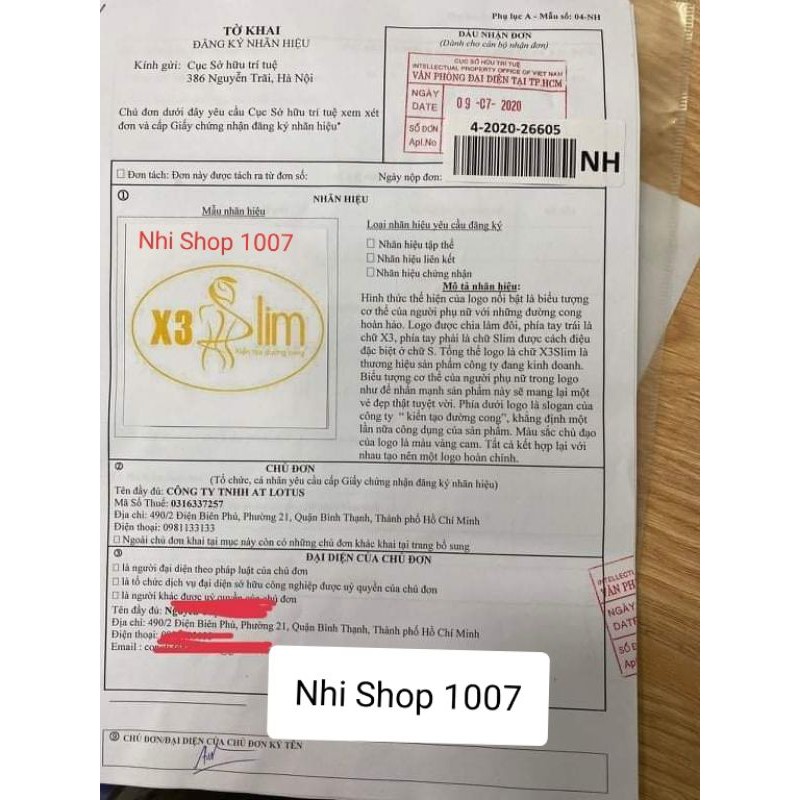 Phụ lục A - Mẫu số: 04-NH
TỜ KHAI
ĐĂNG KÝ NHÃN HIỆU
Kính gửi: Cục Sở hữu trí tuệ
386 Nguyễn Trãi, Hà Nội
Chủ đơn dưới đây yêu cầu Cục Sở hữu trí tuệ xem xét
đơn và cấp Giấy chứng nhận đăng ký nhãn hiệu*
DẤU NHẬN ĐƠN
(Dành cho cán bộ nhận đơn)
CỤC SỞ HỮU TRÍ TUỆ
INTELLECTUAL PROPERTY OFFICE OF VIET NAM
VĂN PHÒNG ĐẠI DIỆN TẠI TP.HCM
NGÀY
DATE
09 -07- 2020
SỐ ĐƠN
Apl.No
4-2020-26605
NH
☐ Đơn tách: Đơn này được tách ra từ đơn số:
Ngày nộp đơn:
① NHÃN HIỆU
Mẫu nhãn hiệu
Nhi Shop 1007
X3 Slim
Kiến tạo đường cong
Loại nhãn hiệu yêu cầu đăng ký
☐ Nhãn hiệu tập thể
☐ Nhãn hiệu liên kết
☐ Nhãn hiệu chứng nhận
Mô tả nhãn hiệu:
Hình thức thể hiện của logo nổi bật là biểu tượng
cơ thể của người phụ nữ với những đường cong
hoàn hảo. Logo được chia làm đôi, phía tay trái là
chữ X3, phía tay phải là chữ Slim được cách điệu
đặc biệt ở chữ S. Tổng thể logo là chữ X3Slim là
thương hiệu sản phẩm công ty đang kinh doanh.
Biểu tượng cơ thể của người phụ nữ trong logo
như để nhấn mạnh sản phẩm này sẽ mang lại một
vẻ đẹp thật tuyệt vời. Phía dưới logo là slogan của
công ty “ kiến tạo đường cong”, khẳng định một
lần nữa công dụng của sản phẩm. Màu sắc chủ đạo
của logo là màu vàng cam. Tất cả kết hợp lại với
nhau tạo nên một logo hoàn chỉnh.
② CHỦ ĐƠN
(Tổ chức, cá nhân yêu cầu cấp Giấy chứng nhận đăng ký nhãn hiệu)
Tên đầy đủ: CÔNG TY TNHH AT LOTUS
Mã Số Thuế: 0316337257
Địa chỉ: 490/2 Điện Biên Phủ, Phường 21, Quận Bình Thạnh, Thành phố Hồ Chí Minh
Điện thoại: 0981133133
☐ Ngoài chủ đơn khai tại mục này còn có những chủ đơn khác khai tại trang bổ sung
③ ĐẠI DIỆN CỦA CHỦ ĐƠN
☐ là người đại diện theo pháp luật của chủ đơn
☐ là tổ chức dịch vụ đại diện sở hữu công nghiệp được uỷ quyền của chủ đơn
☐ là người khác được uỷ quyền của chủ đơn
Tên đầy đủ:
Địa chỉ: 490/2 Điện Biên Phủ, Phường 21, Quận Bình Thạnh, Thành phố Hồ Chí Minh
Điện thoại:
Email :
Nhi Shop 1007
CHỦ ĐƠN/ĐẠI DIỆN CỦA CHỦ ĐƠN KÝ TÊN